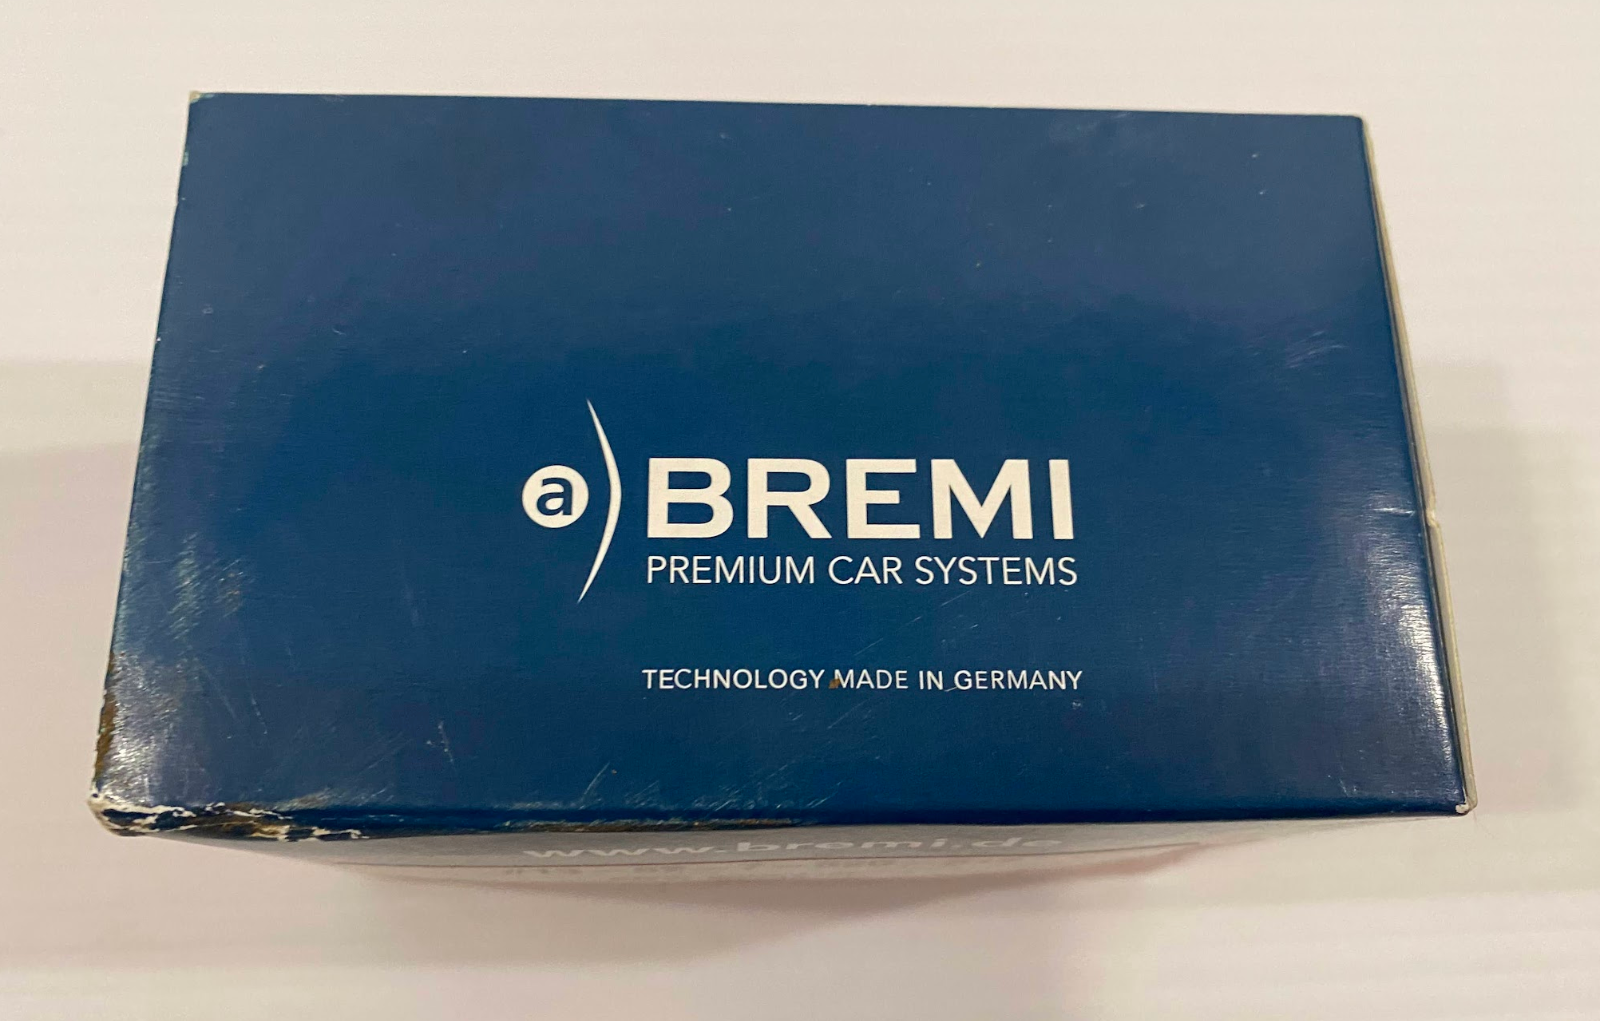 a) BREMI
PREMIUM CAR SYSTEMS
TECHNOLOGY MADE IN GERMANY
www.bremi.de